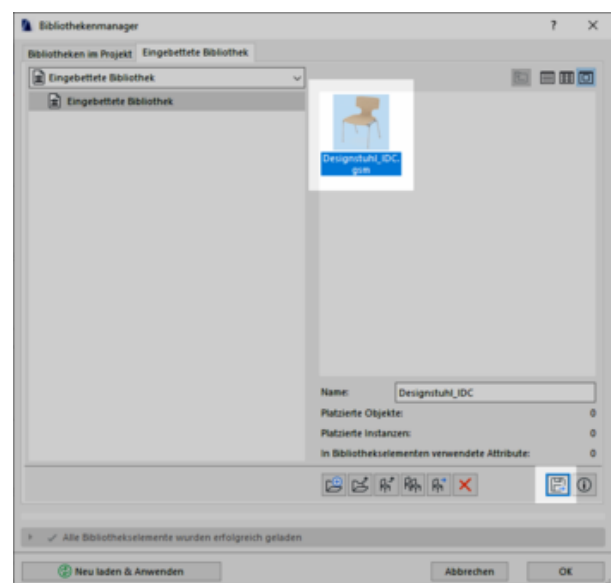 Bibliothekenmanager
?
Bibliotheken im Projekt Eingebettete Bibliothek
Eingebettete Bibliothek
Eingebettete Bibliothek
Designstuhl_IDC.
gsm
Name: Designstuhl_IDC
Platzierte Objekte: 0
Platzierte Instanzen: 0
In Bibliothekselementen verwendete Attribute: 0
Alle Bibliothekselemente wurden erfolgreich geladen
Neu laden & Anwenden Abbrechen OK